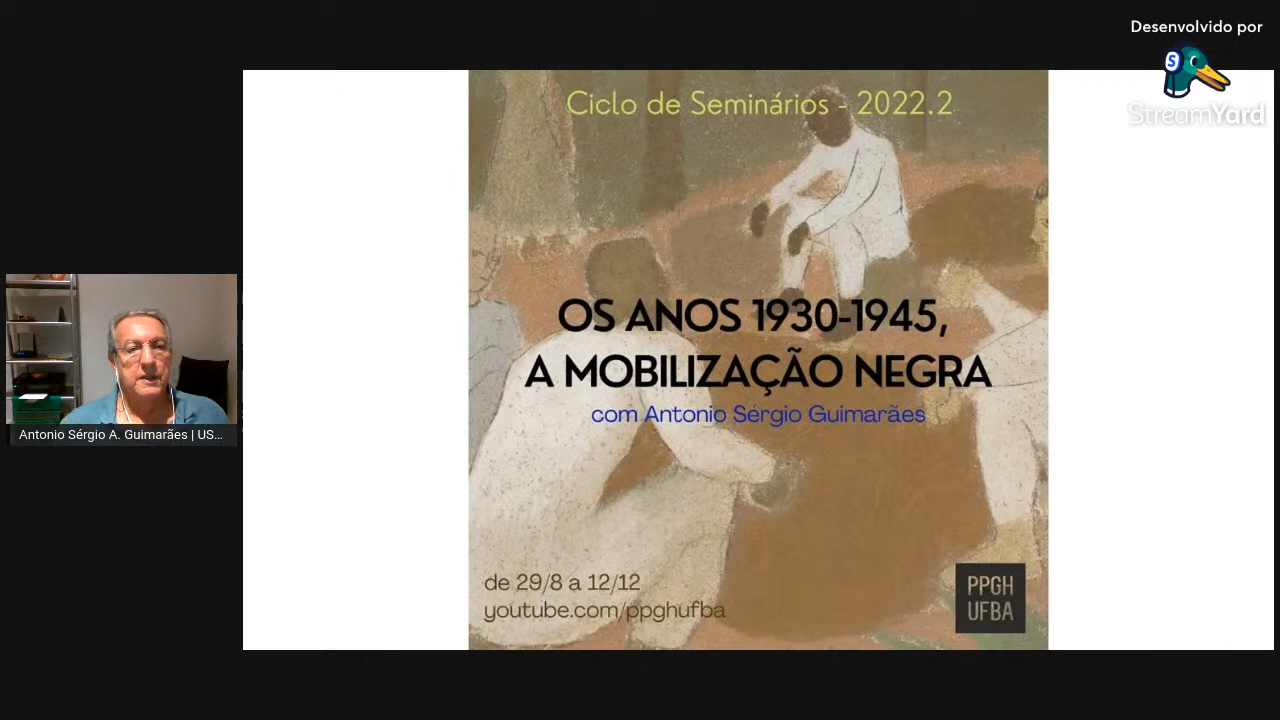 Desenvolvido por
S
StreamYard
Ciclo de Seminários - 2022.2
OS ANOS 1930-1945,
A MOBILIZAÇÃO NEGRA
com Antonio Sérgio Guimarães
Antonio Sérgio A. Guimarães | US...
de 29/8 a 12/12
youtube.com/ppghufba
PPGH
UFBA